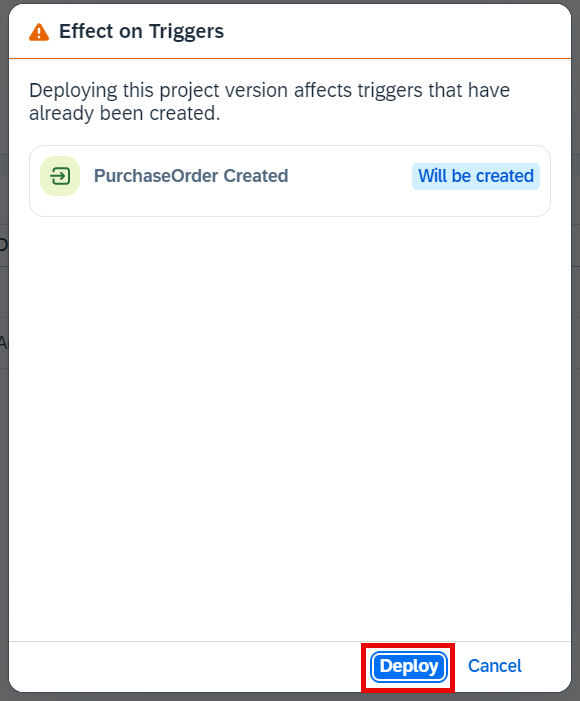 Effect on Triggers
Deploying this project version affects triggers that have
already been created.
PurchaseOrder Created
Will be created
Deploy
Cancel